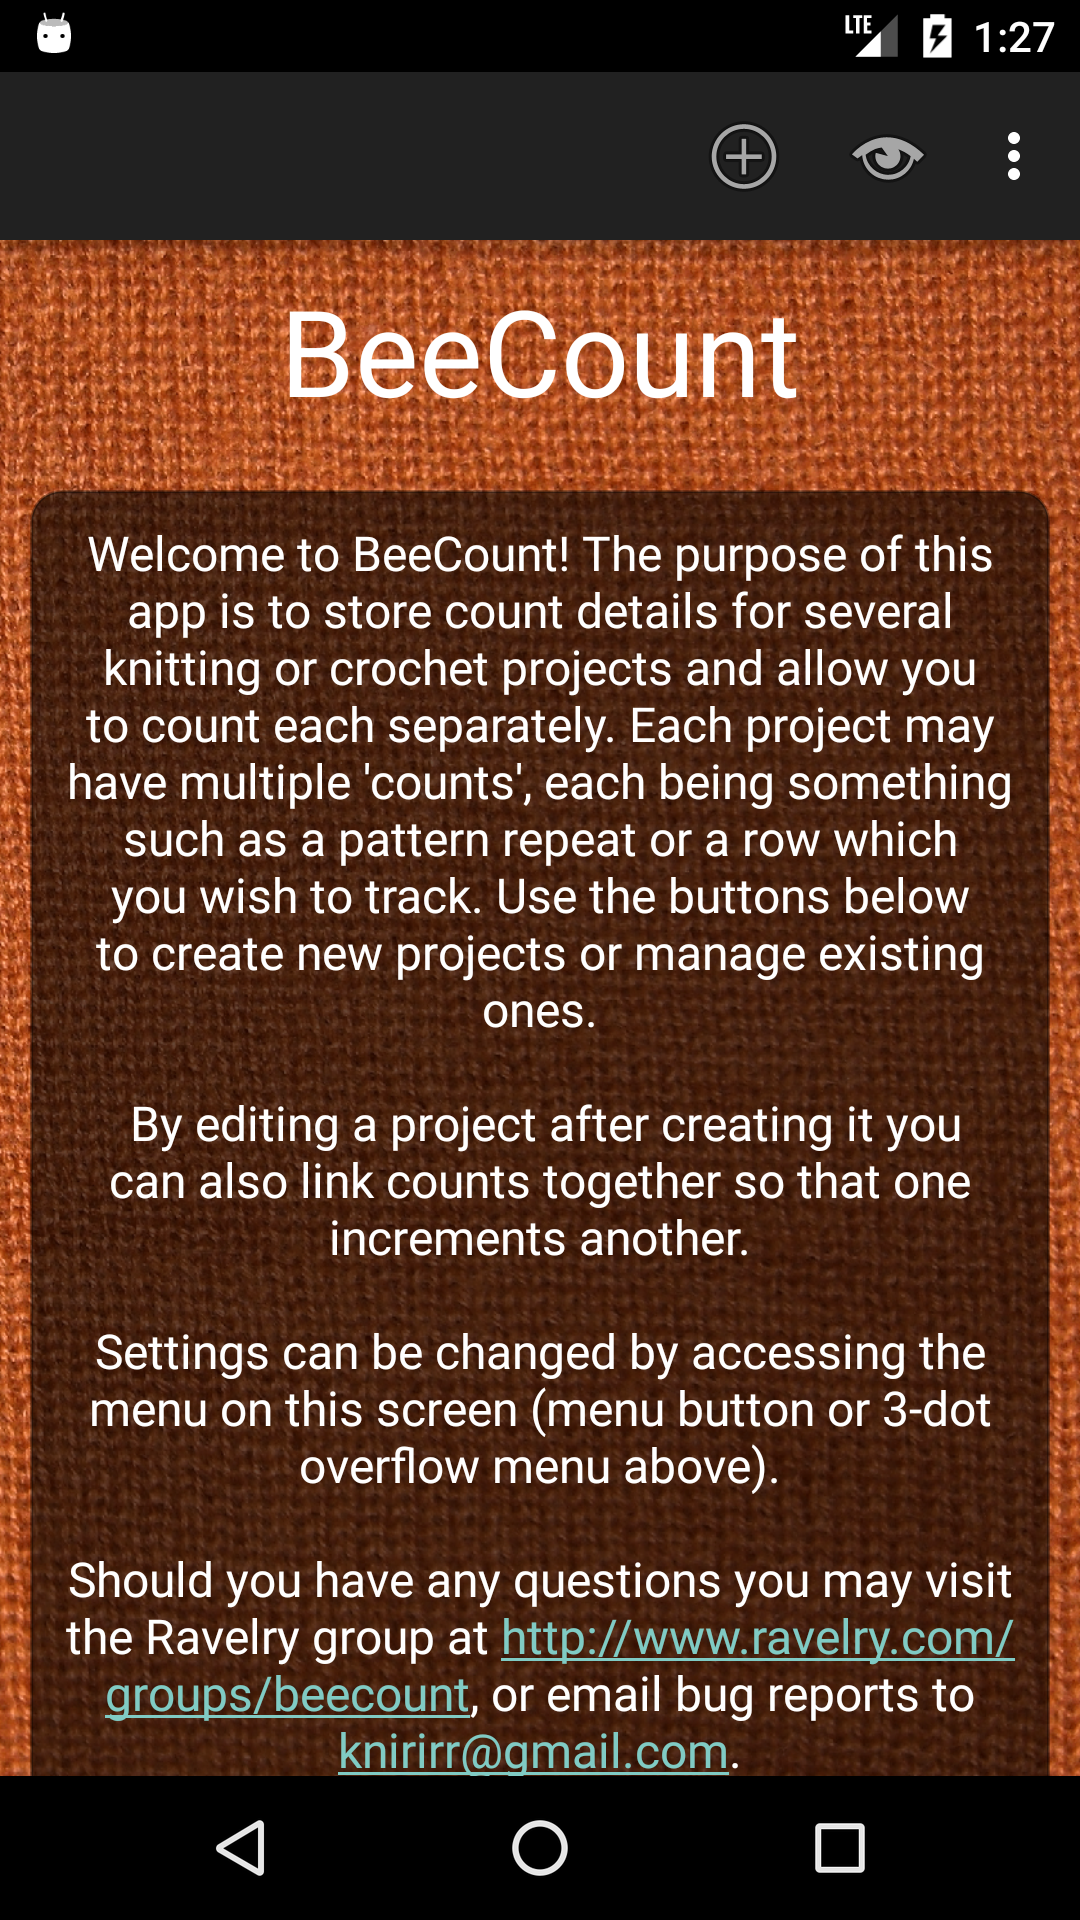 LTE 1:27
BeeCount
Welcome to BeeCount! The purpose of this
app is to store count details for several
knitting or crochet projects and allow you
to count each separately. Each project may
have multiple 'counts', each being something
such as a pattern repeat or a row which
you wish to track. Use the buttons below
to create new projects or manage existing
ones.
By editing a project after creating it you
can also link counts together so that one
increments another.
Settings can be changed by accessing the
menu on this screen (menu button or 3-dot
overflow menu above).
Should you have any questions you may visit
the Ravelry group at http://www.ravelry.com/
groups/beecount, or email bug reports to
knirirr@gmail.com.